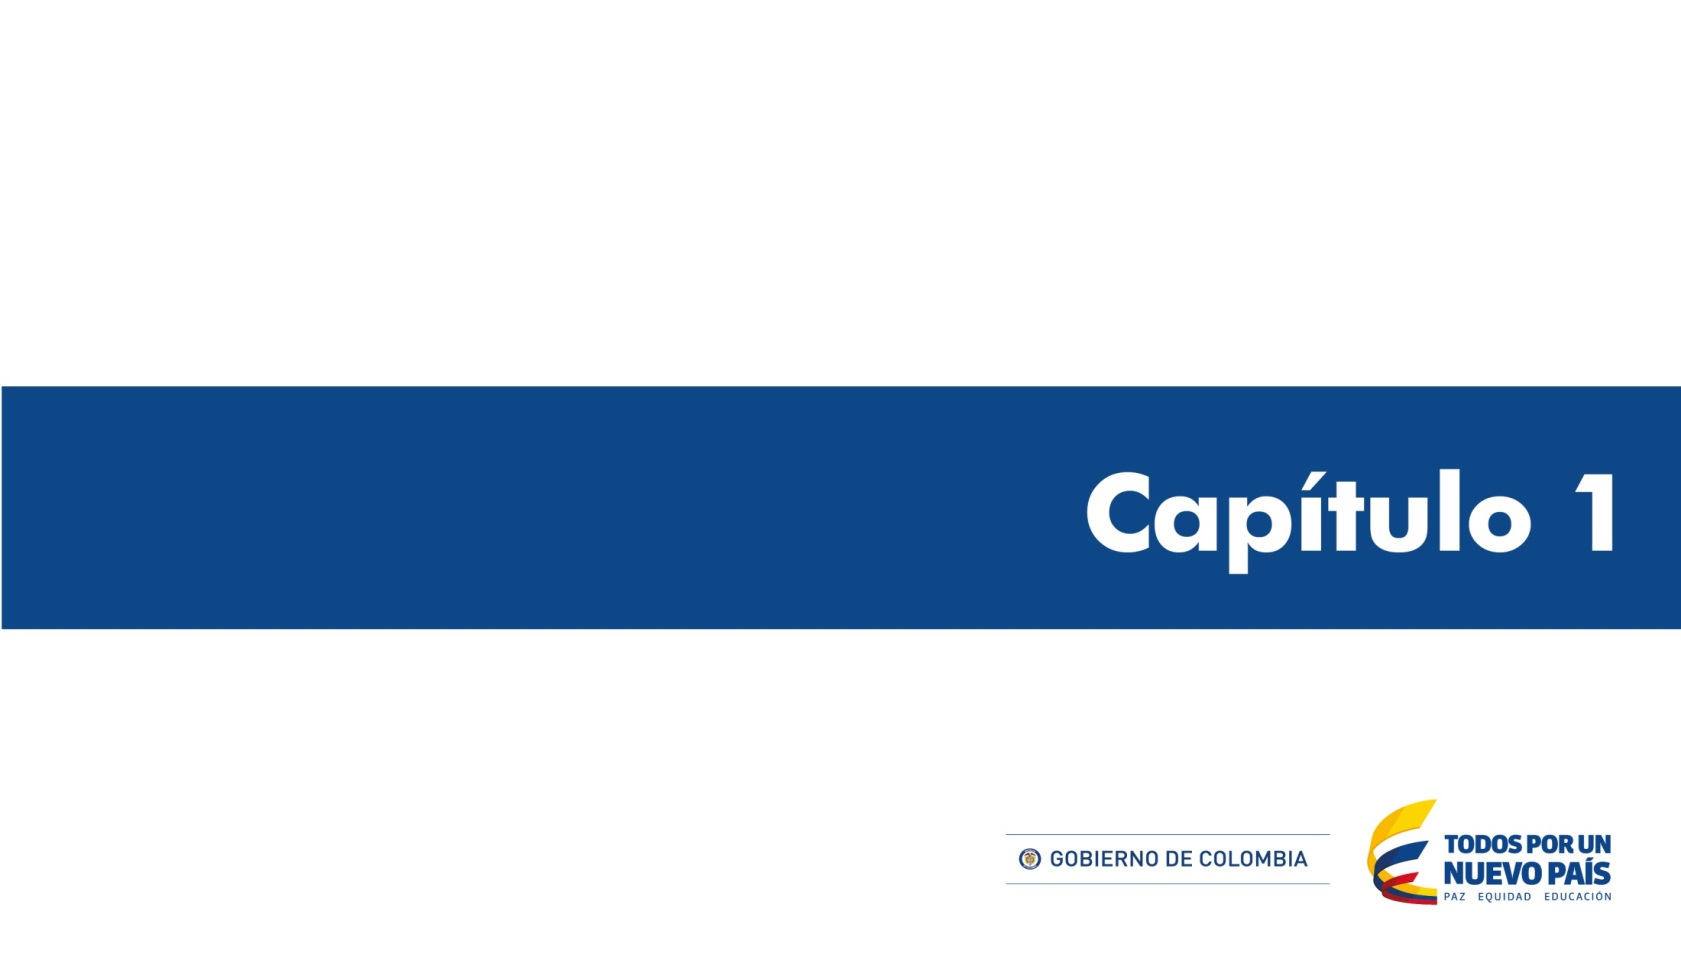 Capítulo 1
GOBIERNO DE COLOMBIA
TODOS POR UN
NUEVO PAÍS
PAZ EQUIDAD EDUCACIÓN